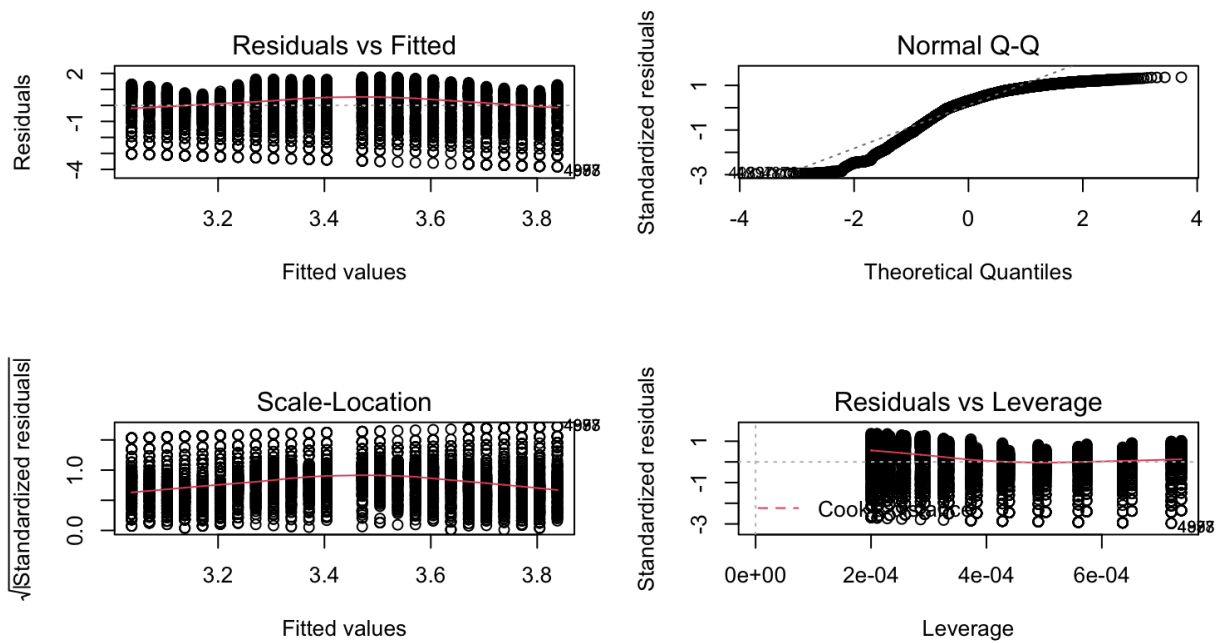 Residuals vs Fitted
Residuals
2
-1
-4
3.2
3.4
3.6
3.8
Fitted values
Normal Q-Q
Standardized residuals
1
-1
-3
-4
-2
0
2
4
Theoretical Quantiles
Scale-Location
√|Standardized residuals|
1.0
0.0
3.2
3.4
3.6
3.8
Fitted values
Residuals vs Leverage
Standardized residuals
1
-1
-3
Cook's distance
0e+00
2e-04
4e-04
6e-04
Leverage